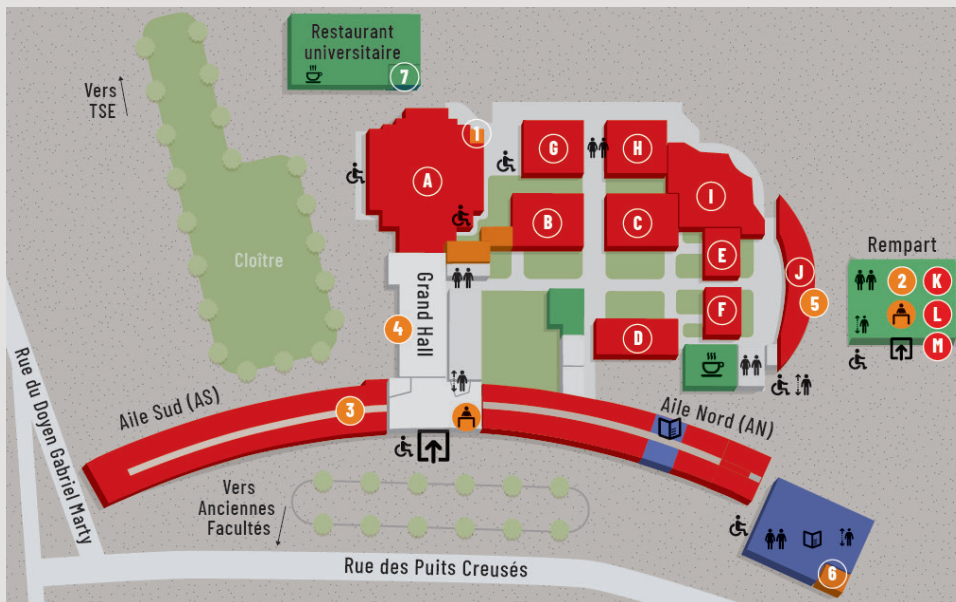 Restaurant
universitaire
7
Vers
TSE
T
G
H
A
I
B
C
Cloître
E
Rempart
J
2
K
Grand Hall
5
L
4
F
D
M
Aile Sud (AS)
3
Aile Nord (AN)
Rue du Doyen Gabriel Marty
Vers
Anciennes
Facultés
Rue des Puits Creusés
6